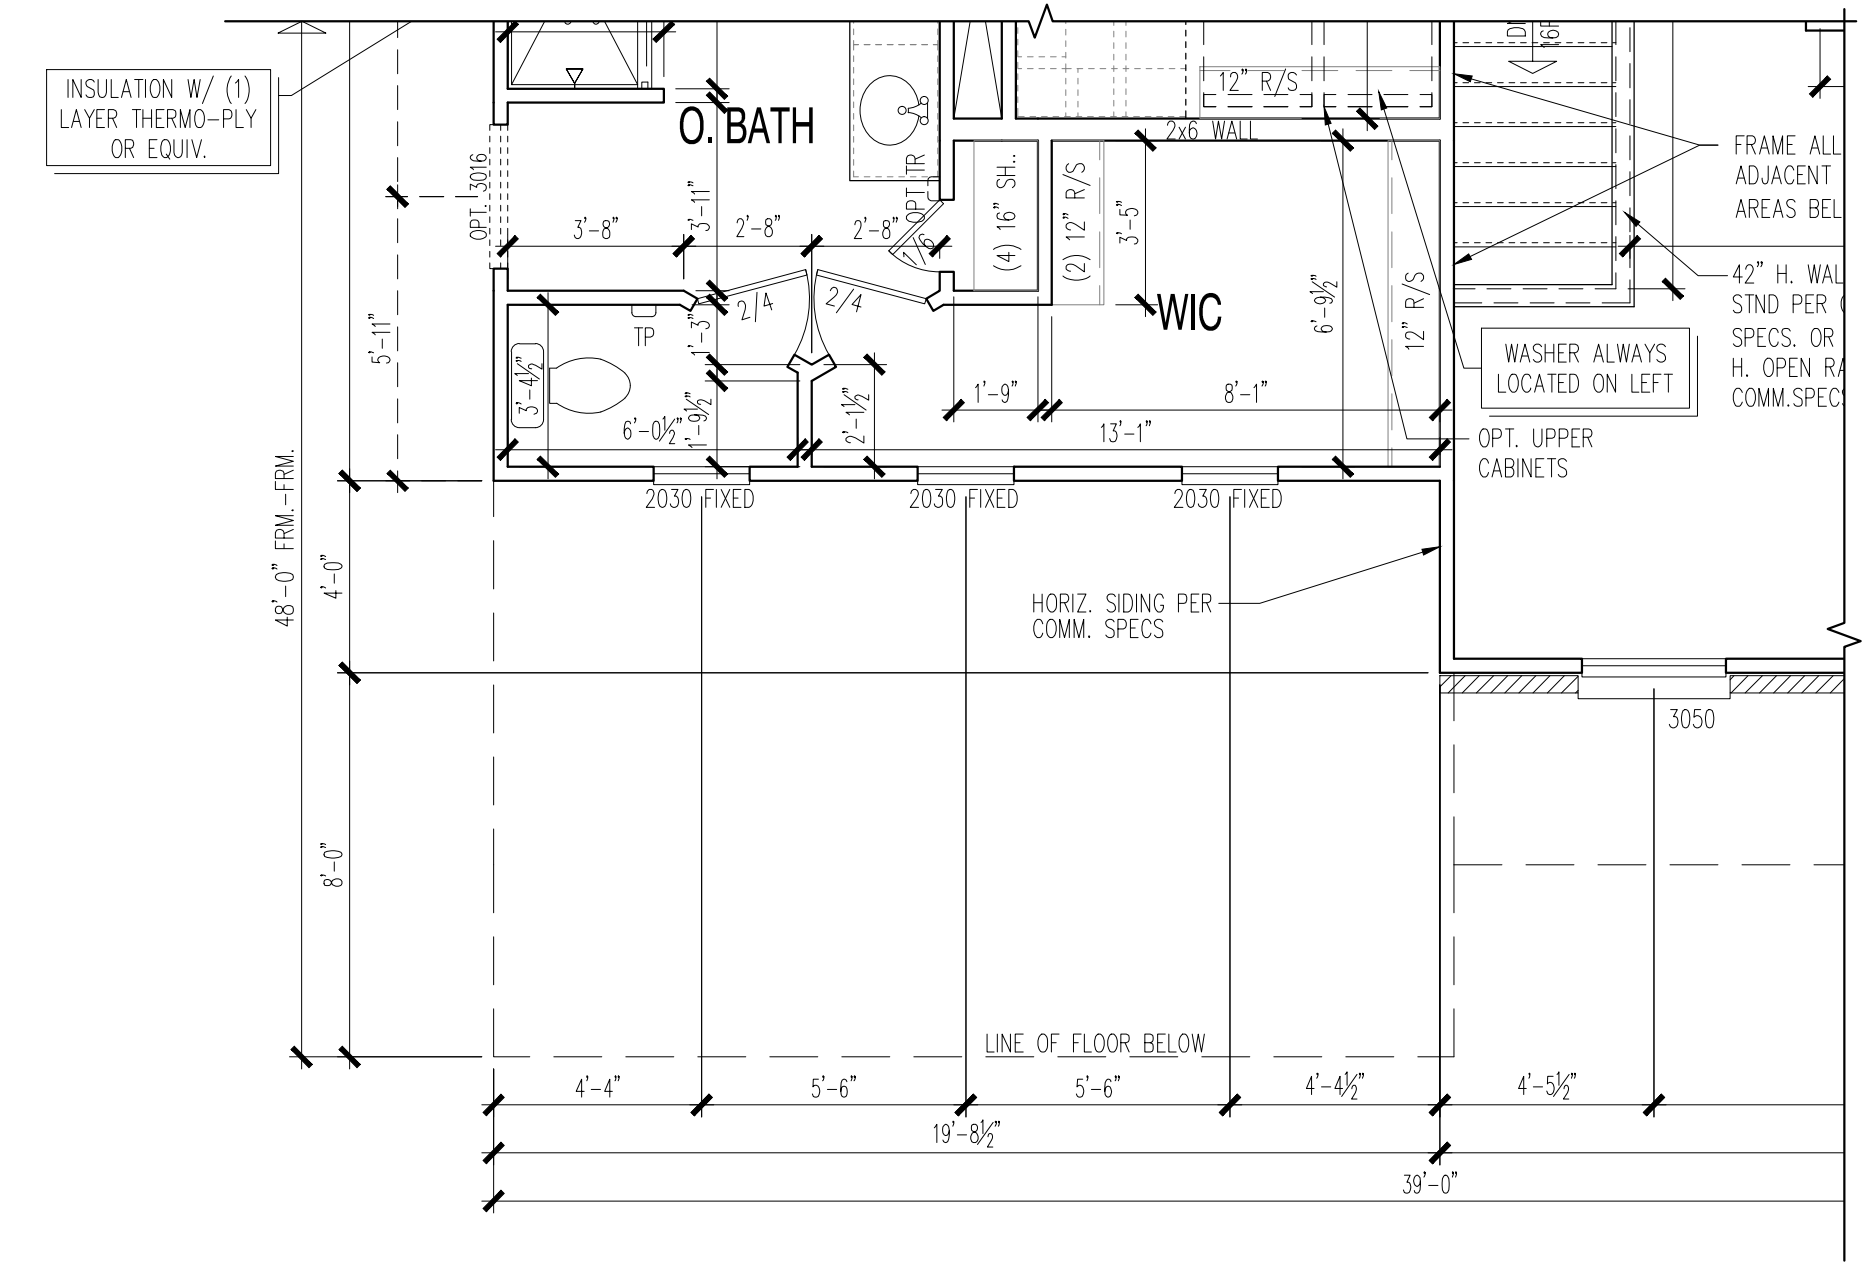 INSULATION W/ (1)
LAYER THERMO-PLY
OR EQUIV.
O. BATH
12" R/S
2x6 WALL
FRAME ALL
ADJACENT
AREAS BEL
OPT. 3016
OPT TR
(4) 16" SH..
(2) 12" R/S
3'-11"
3'-5"
3'-8"
2'-8"
2'-8"
1/6
2/4
2/4
TP
WIC
6'-9½"
12" R/S
42" H. WAL
STND PER
SPECS. OR
H. OPEN RA
COMM.SPECS
WASHER ALWAYS
LOCATED ON LEFT
5'-11"
1'-3"
3'-4½"
1'-9½"
2'-1½"
1'-9"
8'-1"
6'-0½"
13'-1"
OPT. UPPER
CABINETS
2030 FIXED
2030 FIXED
2030 FIXED
48'-0" FRM.-FRM.
4'-0"
HORIZ. SIDING PER
COMM. SPECS
3050
8'-0"
LINE OF FLOOR BELOW
4'-4"
5'-6"
5'-6"
4'-4½"
4'-5½"
19'-8½"
39'-0"